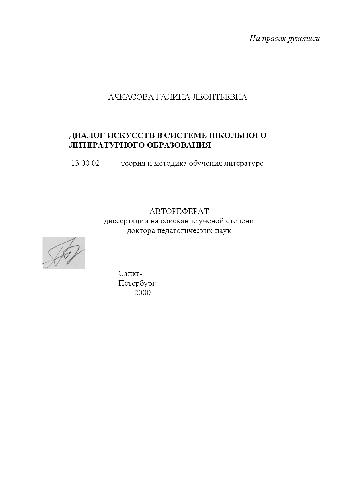 На правах рукописи
АЧКАСОВА ГАЛИНА ЛЕОНТЬЕВНА
ДИАЛОГ ИСКУССТВ В СИСТЕМЕ ШКОЛЬНОГО
ЛИТЕРАТУРНОГО ОБРАЗОВАНИЯ
13 00 02 теория и методика обучения литературе
АВТОРЕФЕРАТ
диссертации на соискание ученой степени
доктора педагогических наук
Санкт-
Петербург
2000